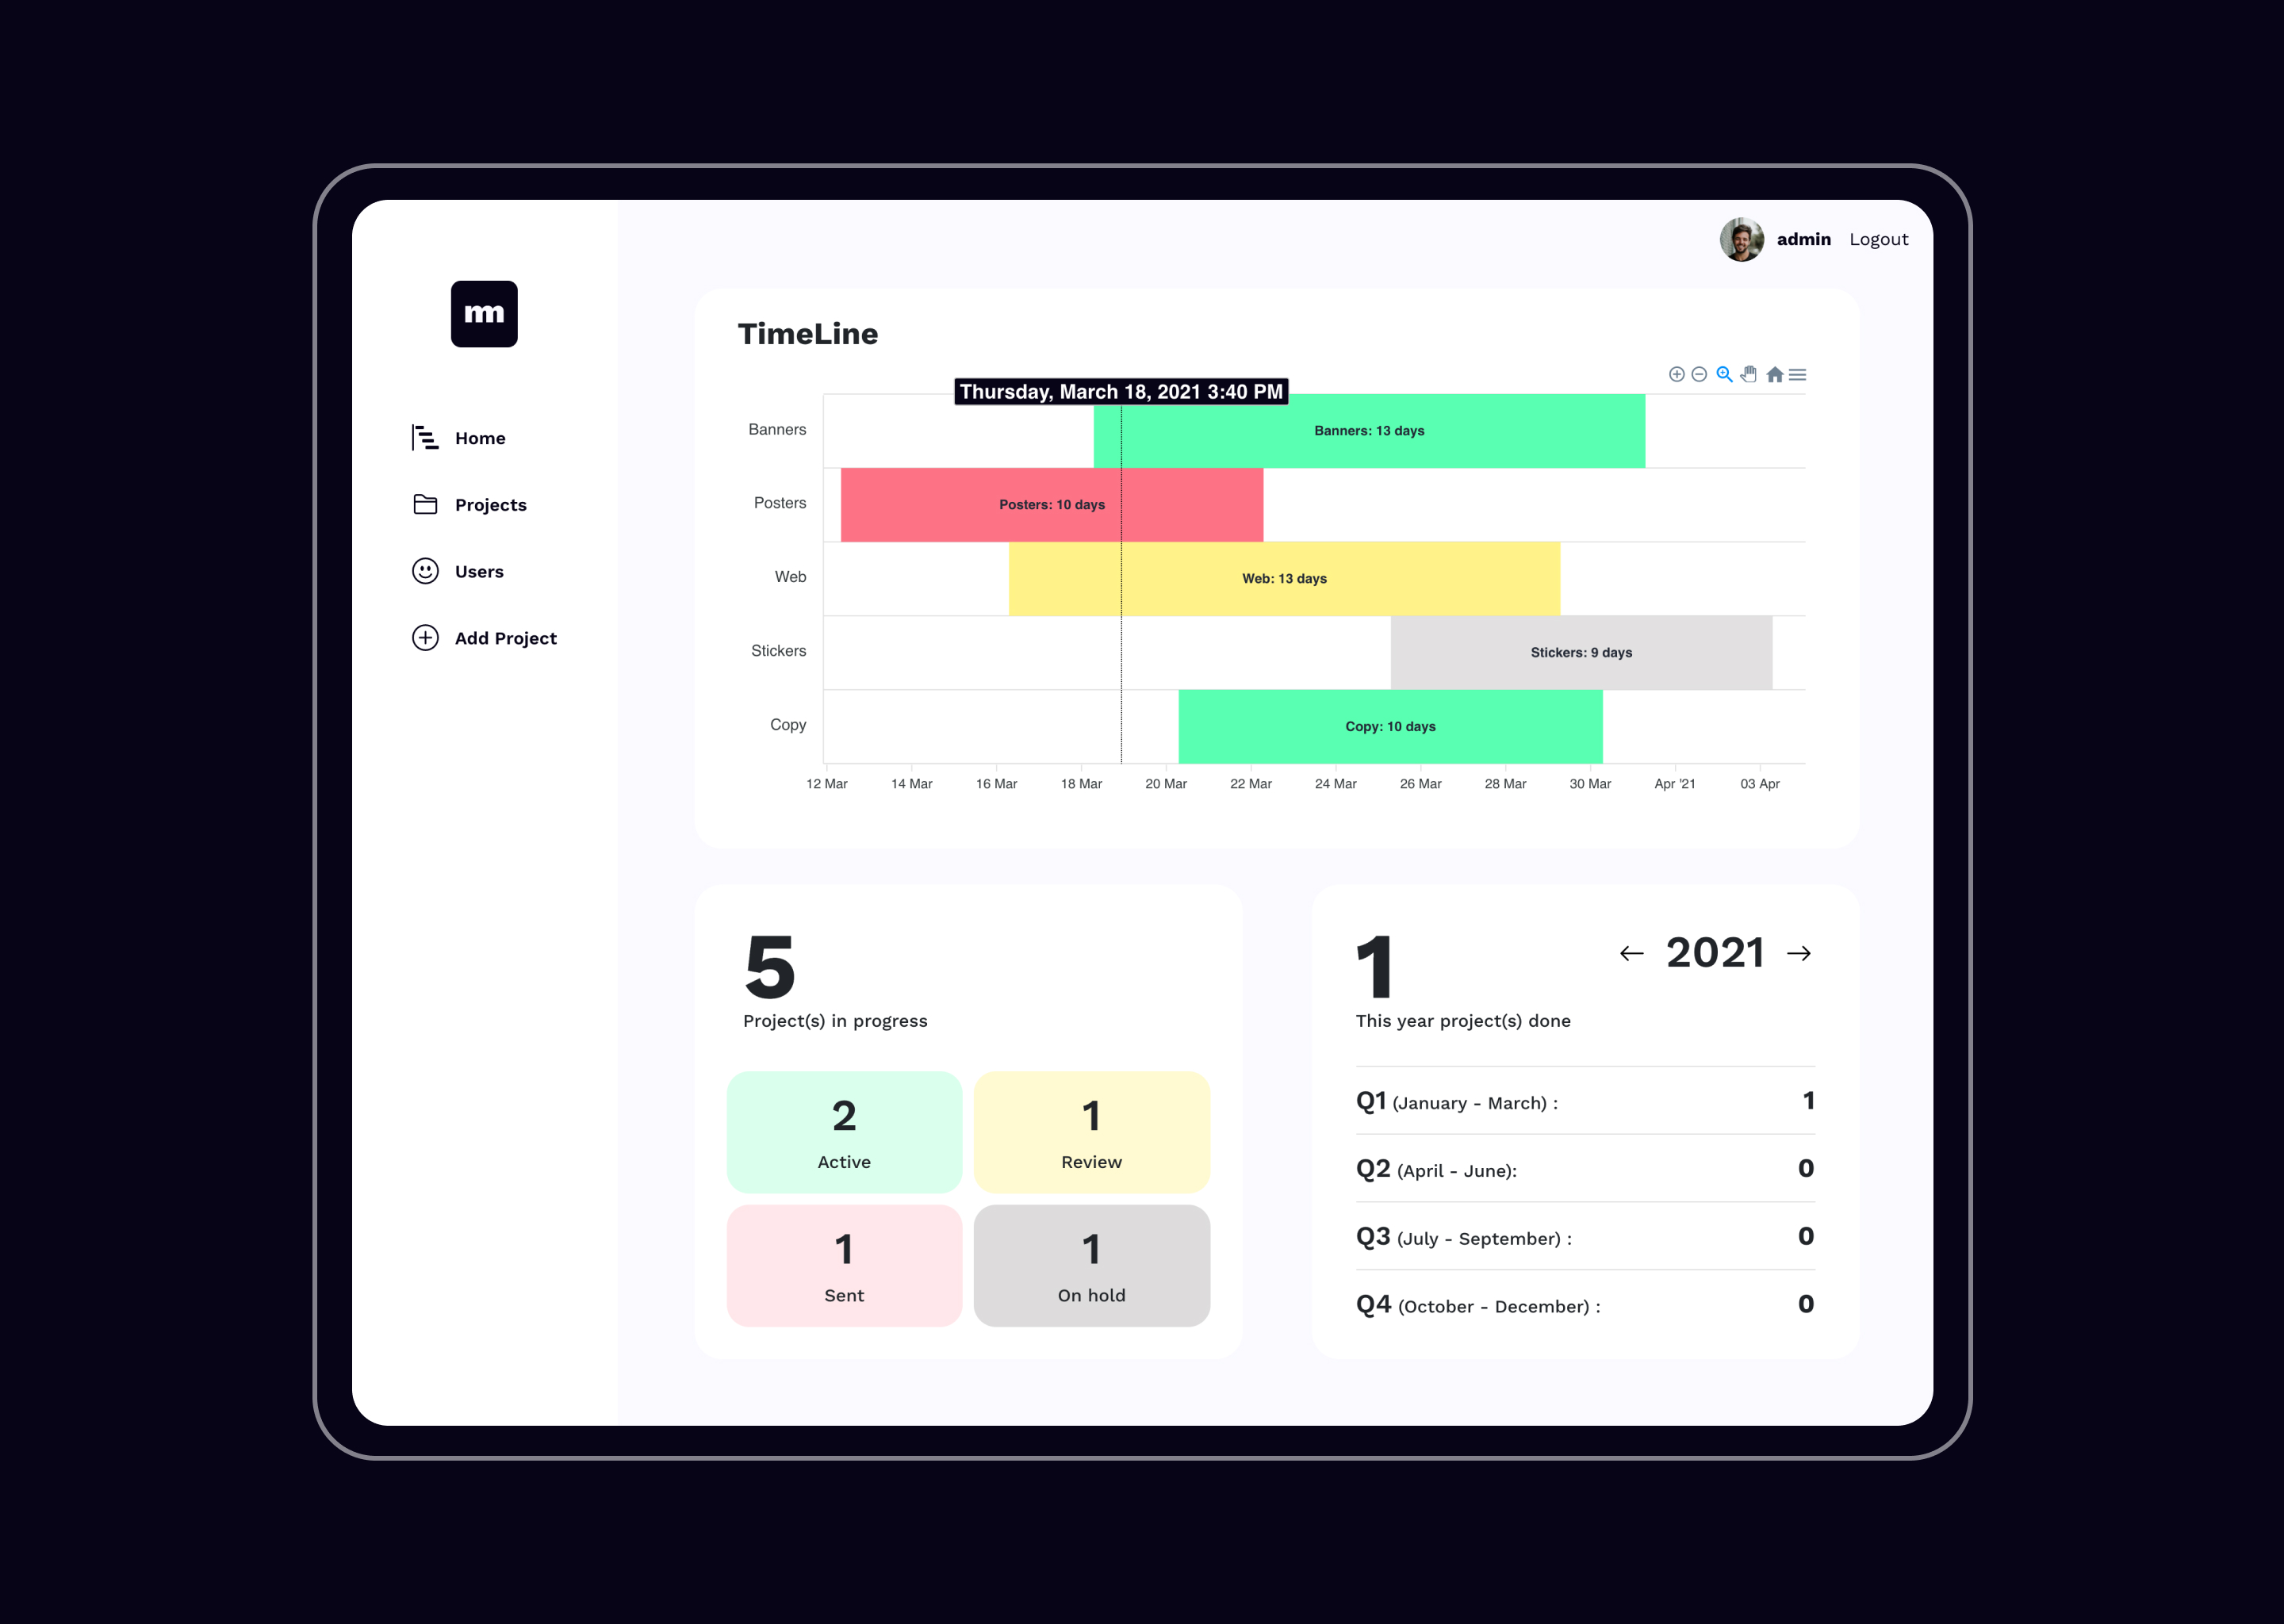 admin Logout
m
Home
Projects
Users
Add Project
TimeLine
Thursday, March 18, 2021 3:40 PM
Banners
Banners: 13 days
Posters
Posters: 10 days
Web
Web: 13 days
Stickers
Stickers: 9 days
Copy
Copy: 10 days
12 Mar 14 Mar 16 Mar 18 Mar 20 Mar 22 Mar 24 Mar 26 Mar 28 Mar 30 Mar Apr '21 03 Apr
5
Project(s) in progress
2
Active
1
Review
1
Sent
1
On hold
1
2021
This year project(s) done
Q1 (January - March) : 1
Q2 (April - June): 0
Q3 (July - September) : 0
Q4 (October - December) : 0